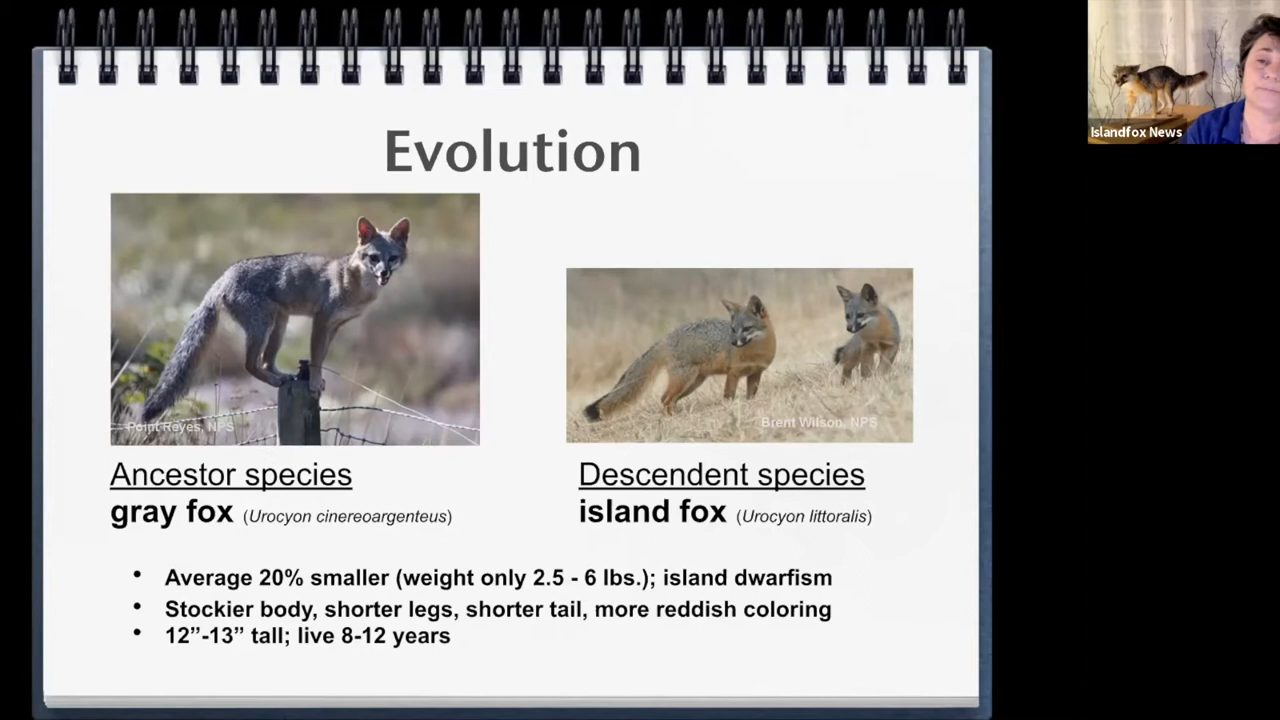 Islandfox News
Evolution
Point Reyes, NPS
Brent Wilson, NPS
Ancestor species
gray fox (Urocyon cinereoargenteus)
Descendent species
island fox (Urocyon littoralis)
• Average 20% smaller (weight only 2.5 - 6 lbs.); island dwarfism
• Stockier body, shorter legs, shorter tail, more reddish coloring
• 12”-13” tall; live 8-12 years